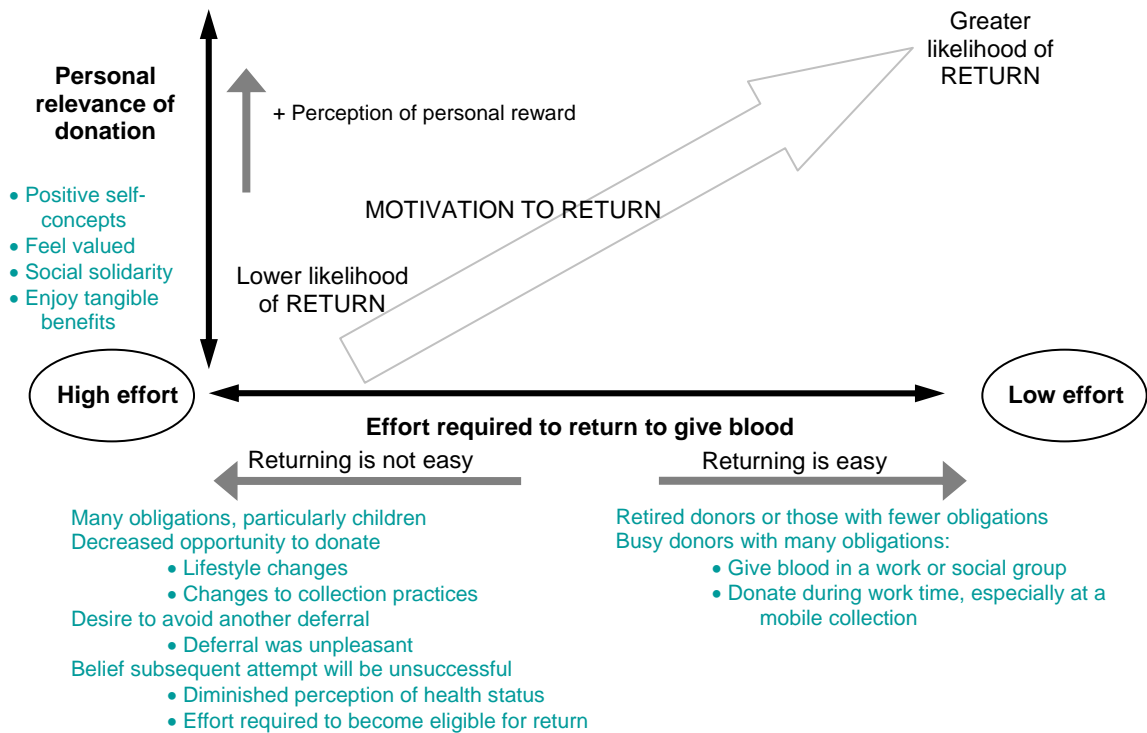 Greater
likelihood of
RETURN
Personal
relevance of
donation
+ Perception of personal reward
• Positive self-
concepts
• Feel valued
• Social solidarity
• Enjoy tangible
benefits
MOTIVATION TO RETURN
Lower likelihood
of RETURN
High effort
Low effort
Effort required to return to give blood
Returning is not easy
Returning is easy
Many obligations, particularly children
Decreased opportunity to donate
• Lifestyle changes
• Changes to collection practices
Desire to avoid another deferral
• Deferral was unpleasant
Belief subsequent attempt will be unsuccessful
• Diminished perception of health status
• Effort required to become eligible for return
Retired donors or those with fewer obligations
Busy donors with many obligations:
• Give blood in a work or social group
• Donate during work time, especially at a
mobile collection